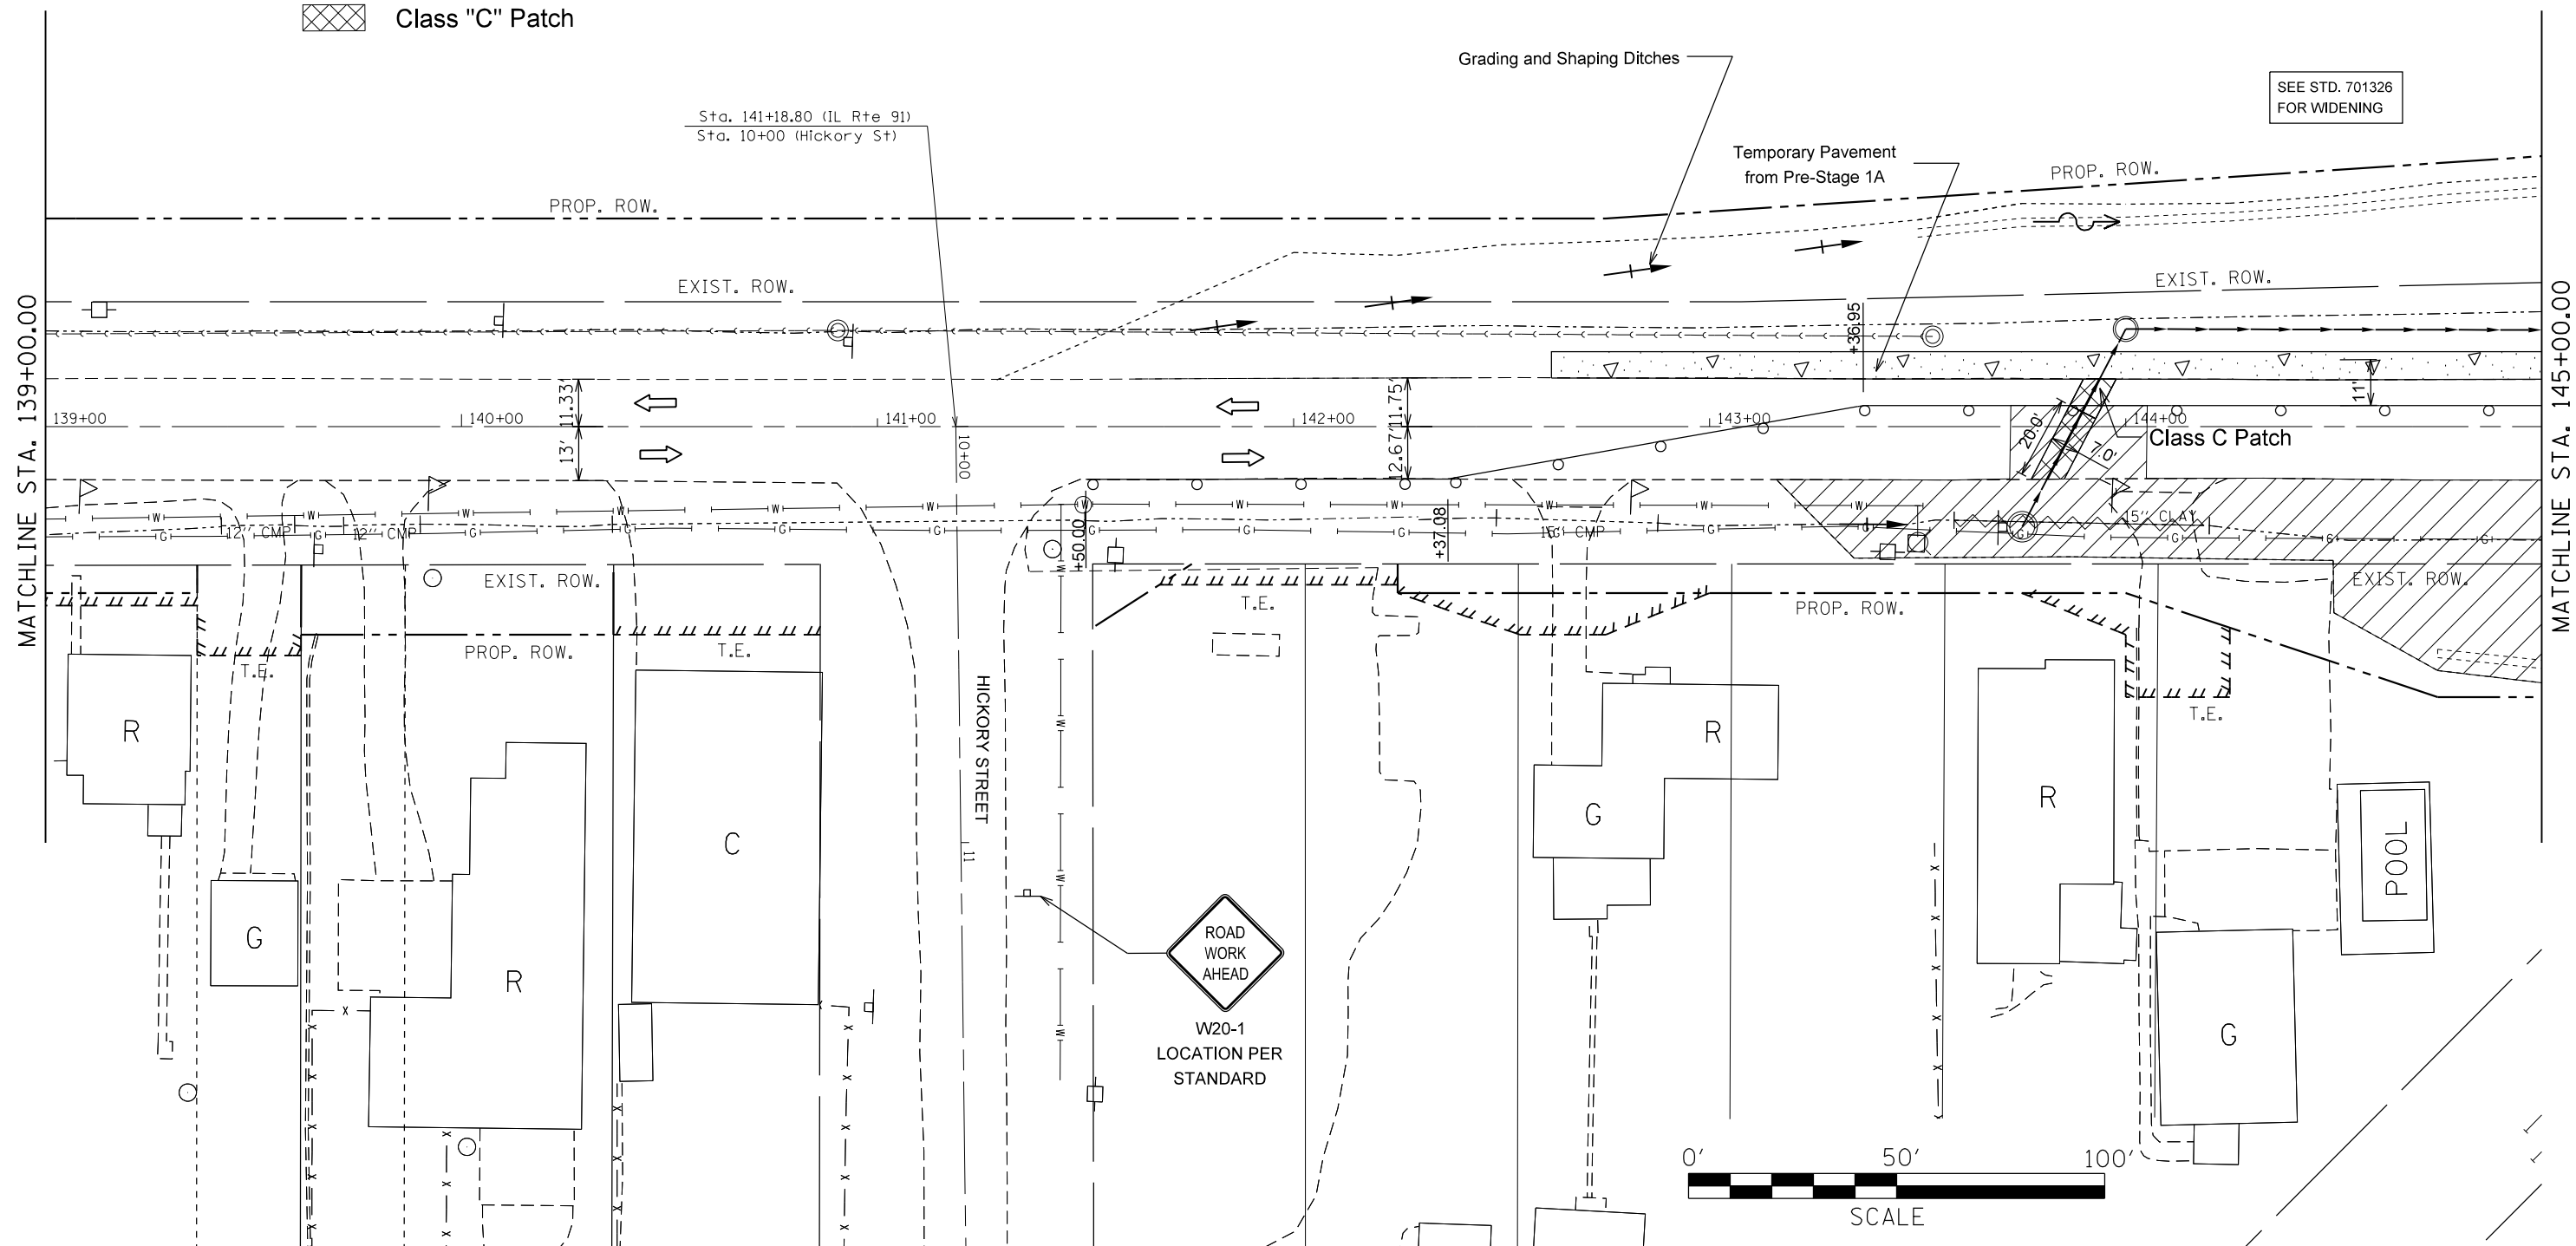 Class "C" Patch
Grading and Shaping Ditches
SEE STD. 701326
FOR WIDENING
Sta. 141+18.80 (IL Rte 91)
Sta. 10+00 (Hickory St)
Temporary Pavement
from Pre-Stage 1A
PROP. ROW.
PROP. ROW.
EXIST. ROW.
EXIST. ROW.
MATCHLINE STA. 139+00.00
MATCHLINE STA. 145+00.00
+36.95
11.33'
11.75'
11'
139+00
140+00
141+00
142+00
143+00
144+00
13'
10+00
12.67'
20.0'
7.0'
Class C Patch
W W W W W W W W W W W W
G G G G G G G G G G G G G G
12" CMP
12" CMP
+50.00
+37.08
15" CMP
15" CLAY
EXIST. ROW.
EXIST. ROW.
T.E.
PROP. ROW.
T.E.
PROP. ROW.
T.E.
T.E.
R
HICKORY STREET
W
R
R
G
POOL
C
11
W
G
R
ROAD
WORK
AHEAD
W20-1
LOCATION PER
STANDARD
W
G
0' 50' 100'
SCALE